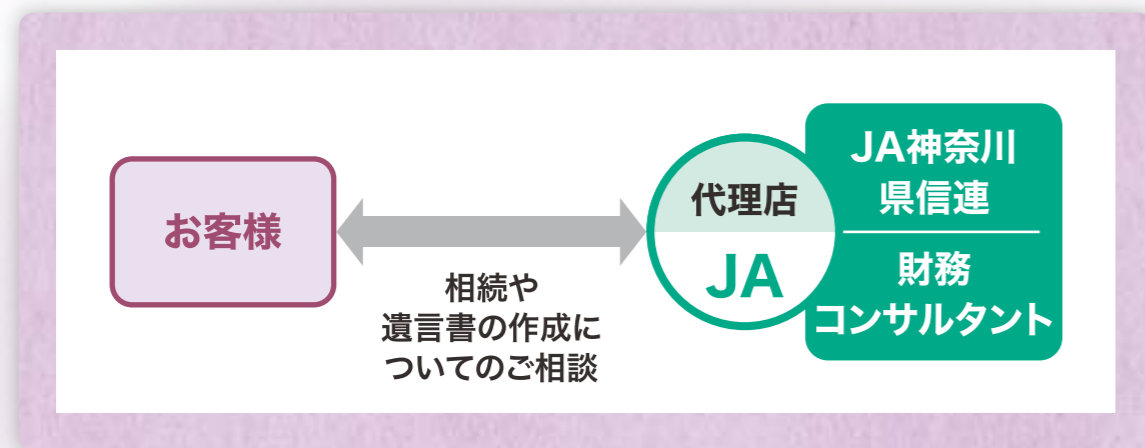 お客様
相続や
遺言書の作成に
ついてのご相談
代理店
JA
JA神奈川
県信連
財務
コンサルタント